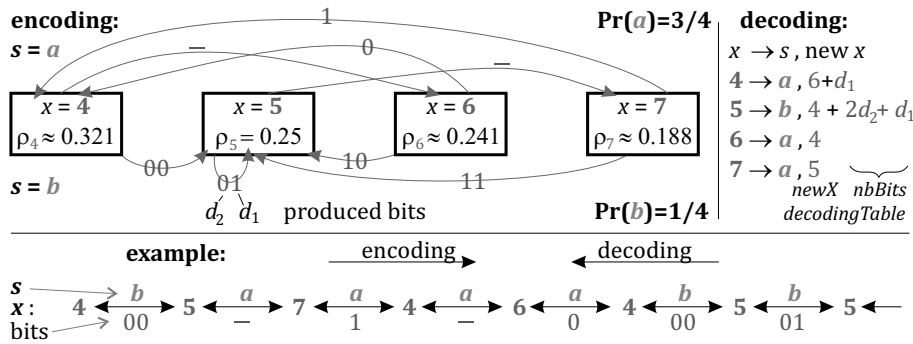 encoding:
Pr(a)=3/4
decoding:
s = a
1
0
–
–
x → s , new x
x = 4
ρ₄ ≈ 0.321
x = 5
ρ₅ = 0.25
x = 6
ρ₆ ≈ 0.241
x = 7
ρ₇ ≈ 0.188
4 → a , 6+d₁
5 → b , 4 + 2d₂+ d₁
6 → a , 4
7 → a , 5
00
01
10
11
s = b
d₂ d₁ produced bits
Pr(b)=1/4
newX nbBits
decodingTable
example:
encoding
decoding
s b a a a a b b
x : 4 5 7 4 6 4 5 5
bits 00 – 1 – 0 00 01